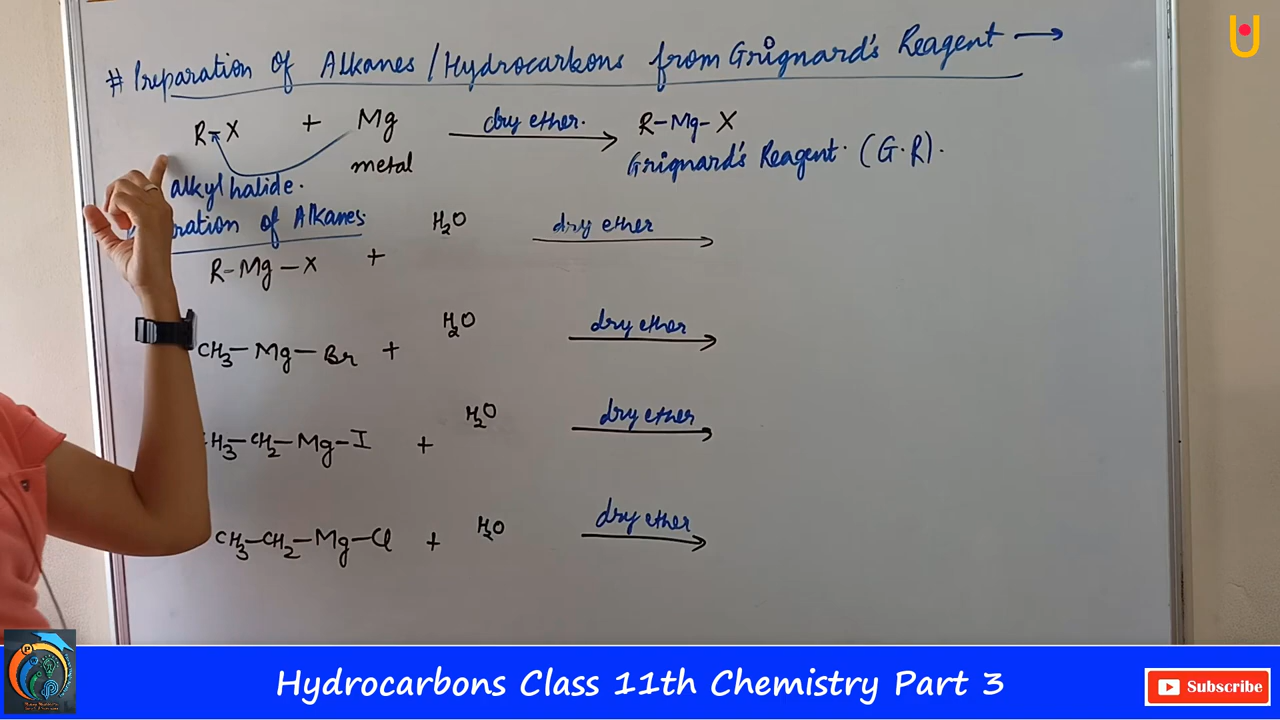 # Preparation of Alkanes/Hydrocarbons from Grignard's Reagent →
R-X + Mg dry ether. R-Mg-X
alkyl halide. metal Grignard's Reagent. (G.R).
of Alkanes.
R-Mg-X + H2O dry ether
CH3-Mg-Br + H2O dry ether
CH3-CH2-Mg-I + H2O dry ether
CH3-CH2-Mg-Cl + H2O dry ether
Hydrocarbons Class 11th Chemistry Part 3
Subscribe